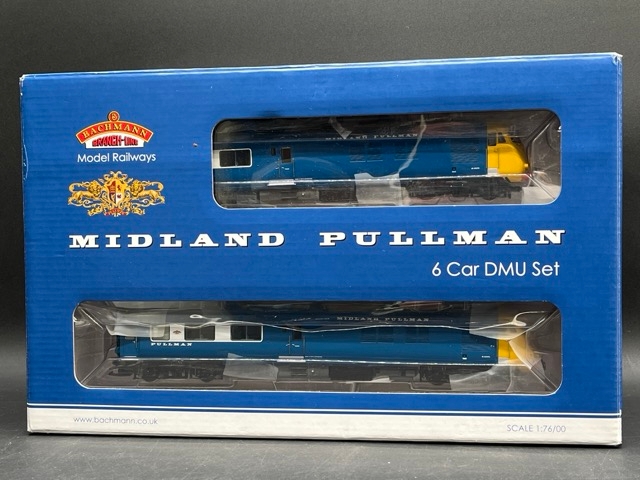 BACHMANN
BRANCH-LINE
Model Railways
MIDLAND PULLMAN
MIDLAND PULLMAN
6 Car DMU Set
MIDLAND PULLMAN
PULLMAN
www.bachmann.co.uk
SCALE 1:76/00